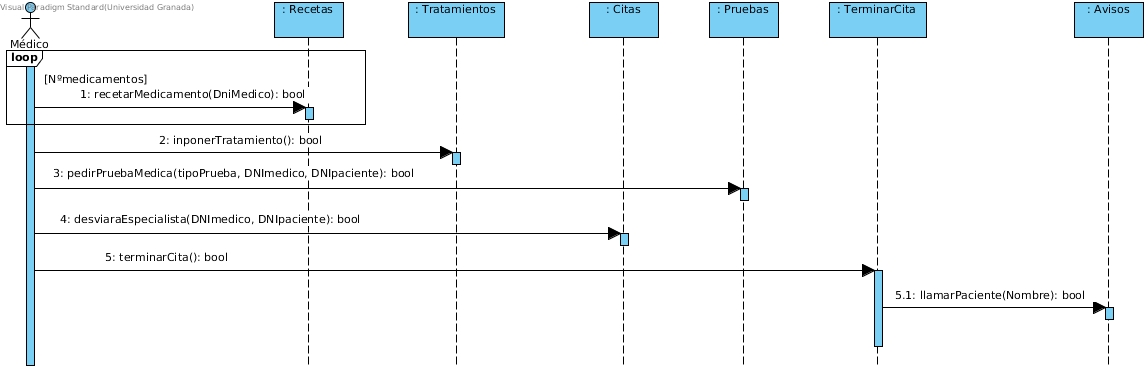 Visual Paradigm Standard(Universidad Granada)
: Recetas
: Tratamientos
: Citas
: Pruebas
: TerminarCita
: Avisos
Médico
loop
[Nºmedicamentos]
1: recetarMedicamento(DniMedico): bool
2: inponerTratamiento(): bool
3: pedirPruebaMedica(tipoPrueba, DNImedico, DNIpaciente): bool
4: desviaraEspecialista(DNImedico, DNIpaciente): bool
5: terminarCita(): bool
5.1: llamarPaciente(Nombre): bool